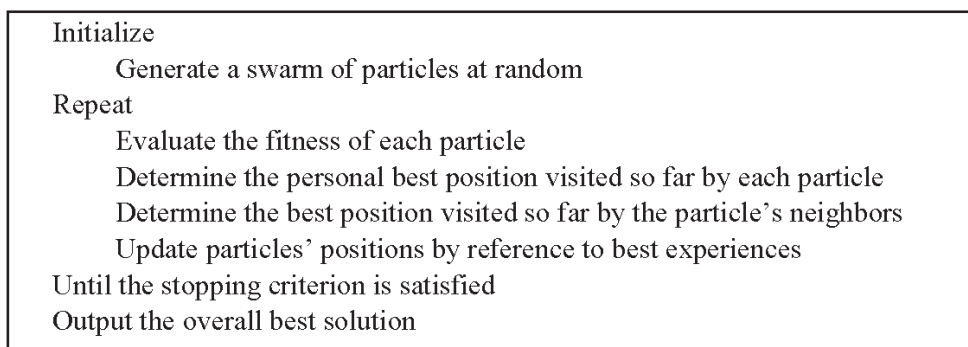 Initialize
Generate a swarm of particles at random
Repeat
Evaluate the fitness of each particle
Determine the personal best position visited so far by each particle
Determine the best position visited so far by the particle’s neighbors
Update particles’ positions by reference to best experiences
Until the stopping criterion is satisfied
Output the overall best solution